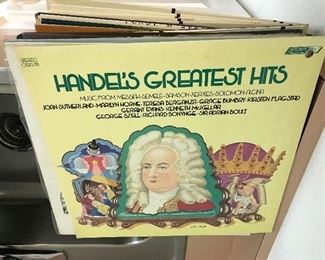 STEREO
HANDEL'S GREATEST HITS
MUSIC FROM MESSIAH·SEMELE·SAMSON·XERXES·SOLOMON·ALCINA
JOAN SUTHERLAND·MARILYN HORNE·TERESA BERGANZA·GRACE BUMBRY·KIRSTEN FLAGSTAD
GERAINT EVANS·KENNETH McKELLAR
GEORGE SZELL·RICHARD BONYNGE·SIR ADRIAN BOULT